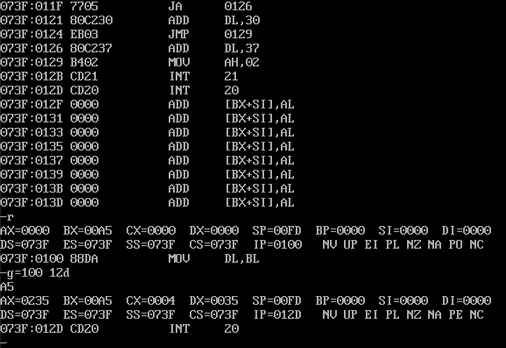 073F:011F 7705 JA 0126
073F:0121 80C230 ADD DL,30
073F:0124 EB03 JMP 0129
073F:0126 80C237 ADD DL,37
073F:0129 B402 MOV AH,02
073F:012B CD21 INT 21
073F:012D CD20 INT 20
073F:012F 0000 ADD [BX+SI],AL
073F:0131 0000 ADD [BX+SI],AL
073F:0133 0000 ADD [BX+SI],AL
073F:0135 0000 ADD [BX+SI],AL
073F:0137 0000 ADD [BX+SI],AL
073F:0139 0000 ADD [BX+SI],AL
073F:013B 0000 ADD [BX+SI],AL
073F:013D 0000 ADD [BX+SI],AL
-r
AX=0000 BX=00A5 CX=0000 DX=0000 SP=00FD BP=0000 SI=0000 DI=0000
DS=073F ES=073F SS=073F CS=073F IP=0100 NV UP EI PL NZ NA PO NC
073F:0100 88DA MOV DL,BL
-g=100 12d
A5
AX=0235 BX=00A5 CX=0004 DX=0035 SP=00FD BP=0000 SI=0000 DI=0000
DS=073F ES=073F SS=073F CS=073F IP=012D NV UP EI PL NZ NA PE NC
073F:012D CD20 INT 20
-